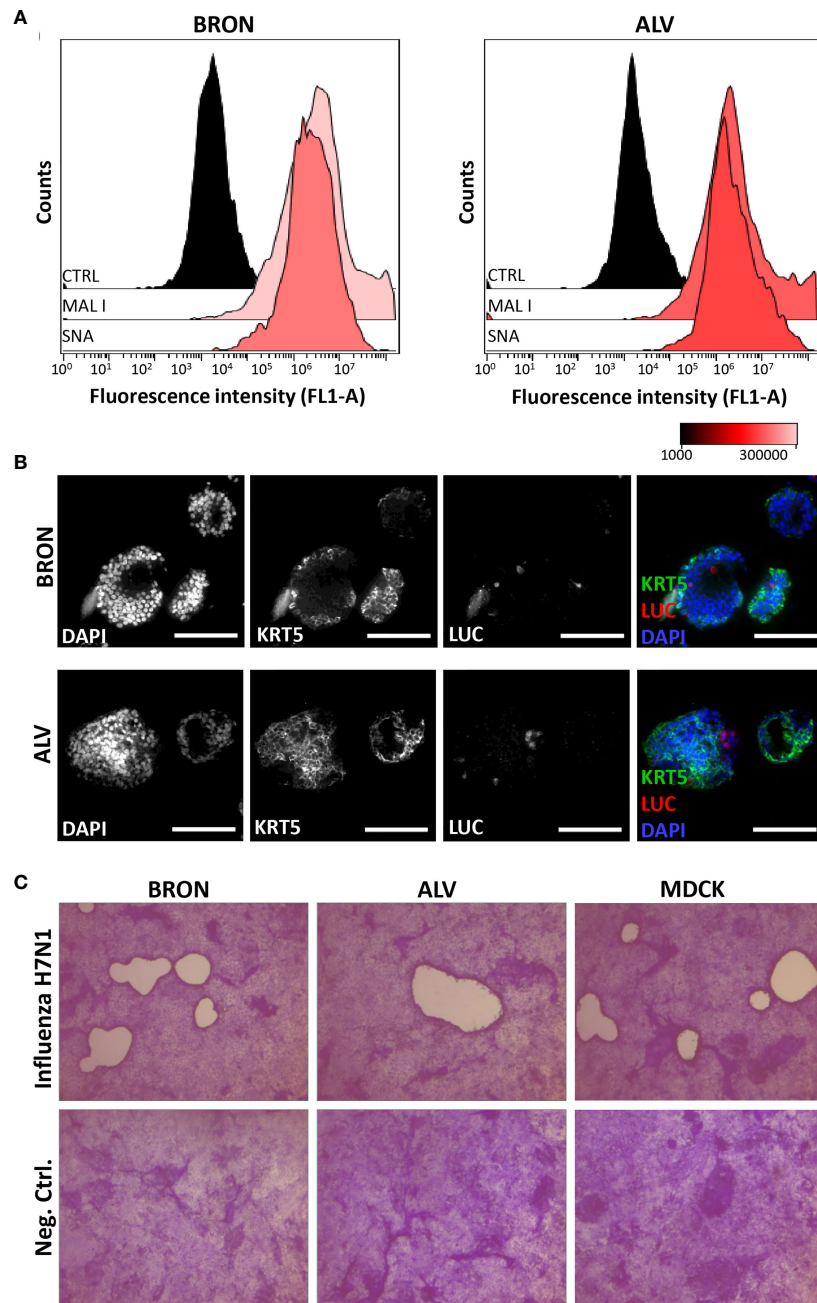 A
BRON
ALV
Counts
CTRL
MAL I
SNA
10⁰ 10¹ 10² 10³ 10⁴ 10⁵ 10⁶ 10⁷
Fluorescence intensity (FL1-A)
Counts
CTRL
MAL I
SNA
10⁰ 10¹ 10² 10³ 10⁴ 10⁵ 10⁶ 10⁷
Fluorescence intensity (FL1-A)
1000 300000
B
BRON
DAPI
KRT5
LUC
KRT5
LUC
DAPI
ALV
DAPI
KRT5
LUC
KRT5
LUC
DAPI
C
BRON
ALV
MDCK
Influenza H7N1
Neg. Ctrl.